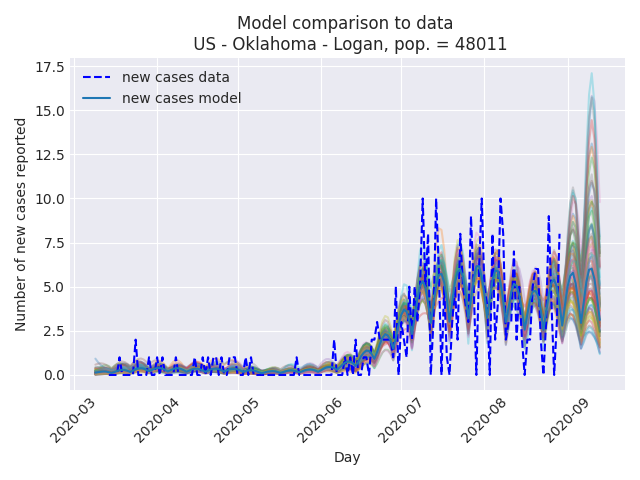 Model comparison to data
US - Oklahoma - Logan, pop. = 48011
new cases data
new cases model
Number of new cases reported
17.5
15.0
12.5
10.0
7.5
5.0
2.5
0.0
2020-03
2020-04
2020-05
2020-06
2020-07
2020-08
2020-09
Day